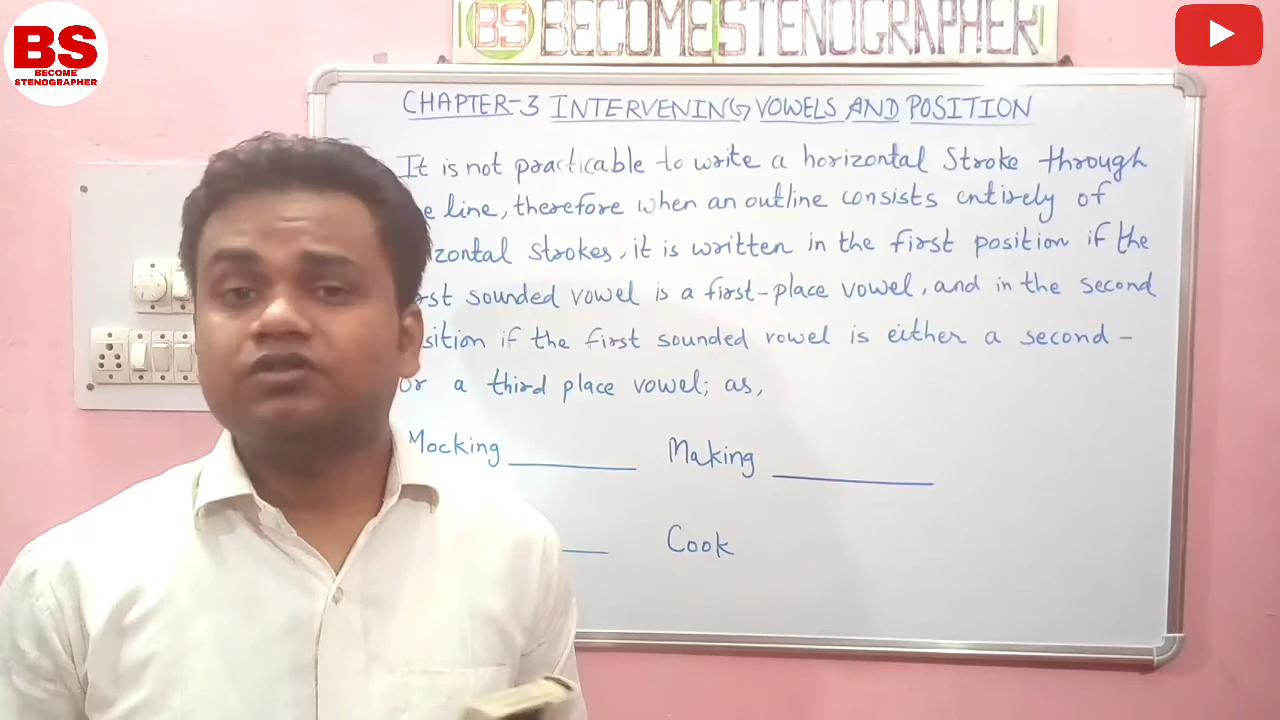 BS
BECOME
STENOGRAPHER
BS BECOME STENOGRAPHER
CHAPTER-3 INTERVENING VOWELS AND POSITION
It is not practicable to write a horizontal Stroke through
line, therefore when an outline consists entirely of
zontal strokes, it is written in the first position if the
sounded vowel is a first-place vowel, and in the second
sition if the first sounded vowel is either a second-
or a third place vowel; as,
Mocking Making
Cook